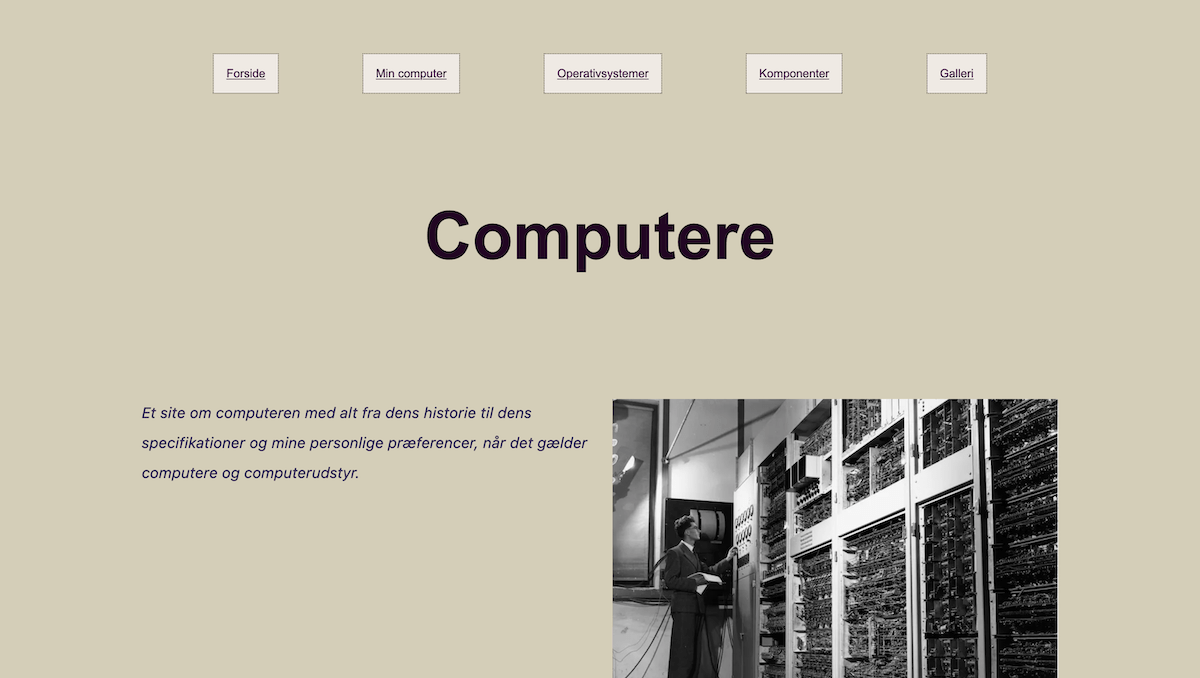 Forside
Min computer
Operativsystemer
Komponenter
Galleri
Computere
Et site om computeren med alt fra dens historie til dens
specifikationer og mine personlige præferencer, når det gælder
computere og computerudstyr.